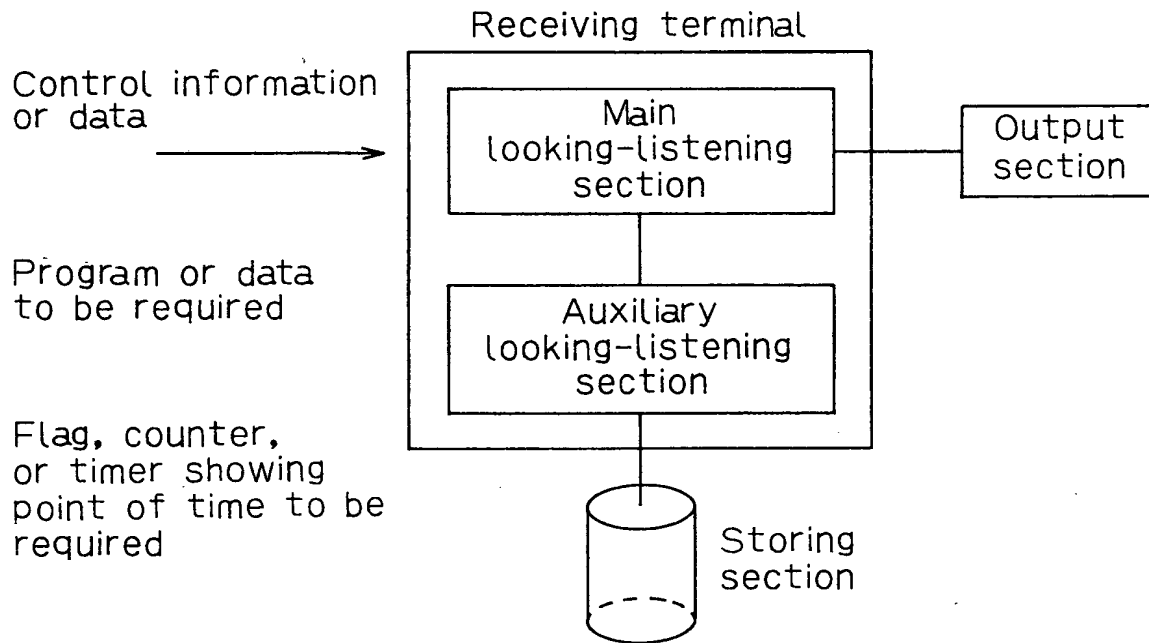 Receiving terminal
Control information
or data
Main
looking-listening
section
Output
section
Program or data
to be required
Auxiliary
looking-listening
section
Flag, counter,
or timer showing
point of time to be
required
Storing
section